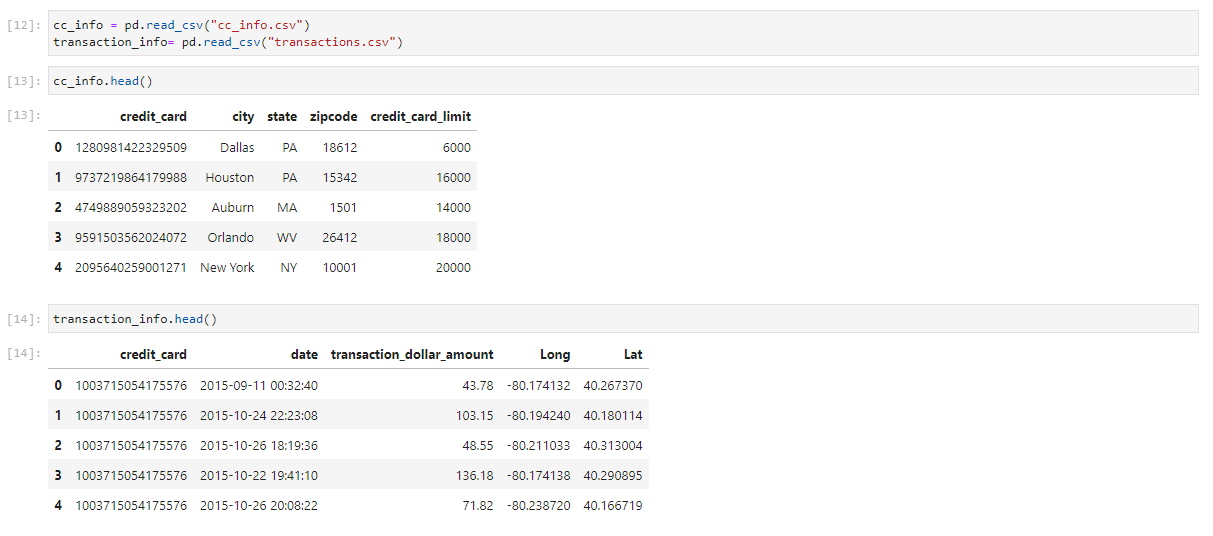 [12]: cc_info = pd.read_csv("cc_info.csv")
transaction_info= pd.read_csv("transactions.csv")
[13]: cc_info.head()
[13]: credit_card city state zipcode credit_card_limit
0 1280981422329509 Dallas PA 18612 6000
1 9737219864179988 Houston PA 15342 16000
2 4749889059323202 Auburn MA 1501 14000
3 9591503562024072 Orlando WV 26412 18000
4 2095640259001271 New York NY 10001 20000
[14]: transaction_info.head()
[14]: credit_card date transaction_dollar_amount Long Lat
0 1003715054175576 2015-09-11 00:32:40 43.78 -80.174132 40.267370
1 1003715054175576 2015-10-24 22:23:08 103.15 -80.194240 40.180114
2 1003715054175576 2015-10-26 18:19:36 48.55 -80.211033 40.313004
3 1003715054175576 2015-10-22 19:41:10 136.18 -80.174138 40.290895
4 1003715054175576 2015-10-26 20:08:22 71.82 -80.238720 40.166719